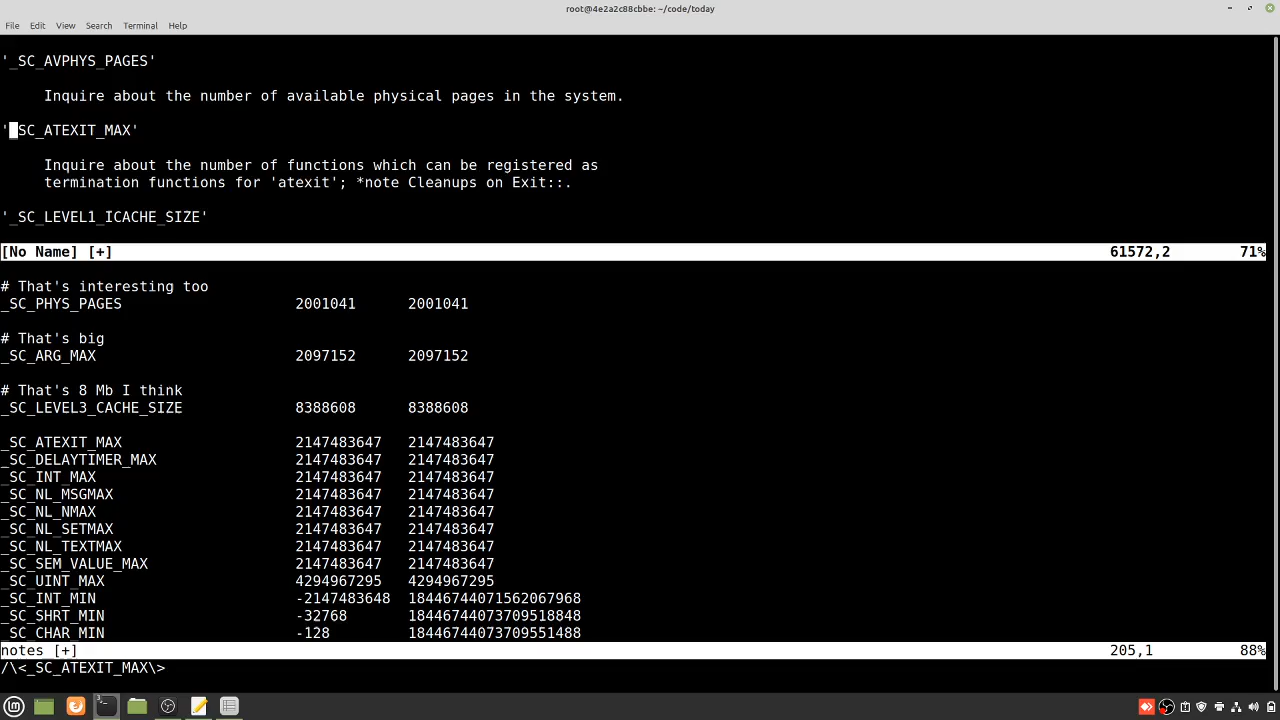 root@4e2a2c88cbbe: ~/code/today
File Edit View Search Terminal Help
'_SC_AVPHYS_PAGES'
Inquire about the number of available physical pages in the system.
'_SC_ATEXIT_MAX'
Inquire about the number of functions which can be registered as
termination functions for 'atexit'; *note Cleanups on Exit::.
'_SC_LEVEL1_ICACHE_SIZE'
[No Name] [+] 61572,2 71%
# That's interesting too
_SC_PHYS_PAGES 2001041 2001041
# That's big
_SC_ARG_MAX 2097152 2097152
# That's 8 Mb I think
_SC_LEVEL3_CACHE_SIZE 8388608 8388608
_SC_ATEXIT_MAX 2147483647 2147483647
_SC_DELAYTIMER_MAX 2147483647 2147483647
_SC_INT_MAX 2147483647 2147483647
_SC_NL_MSGMAX 2147483647 2147483647
_SC_NL_NMAX 2147483647 2147483647
_SC_NL_SETMAX 2147483647 2147483647
_SC_NL_TEXTMAX 2147483647 2147483647
_SC_SEM_VALUE_MAX 2147483647 2147483647
_SC_UINT_MAX 4294967295 4294967295
_SC_INT_MIN -2147483648 18446744071562067968
_SC_SHRT_MIN -32768 18446744073709518848
_SC_CHAR_MIN -128 18446744073709551488
notes [+] 205,1 88%
/\<_SC_ATEXIT_MAX\>